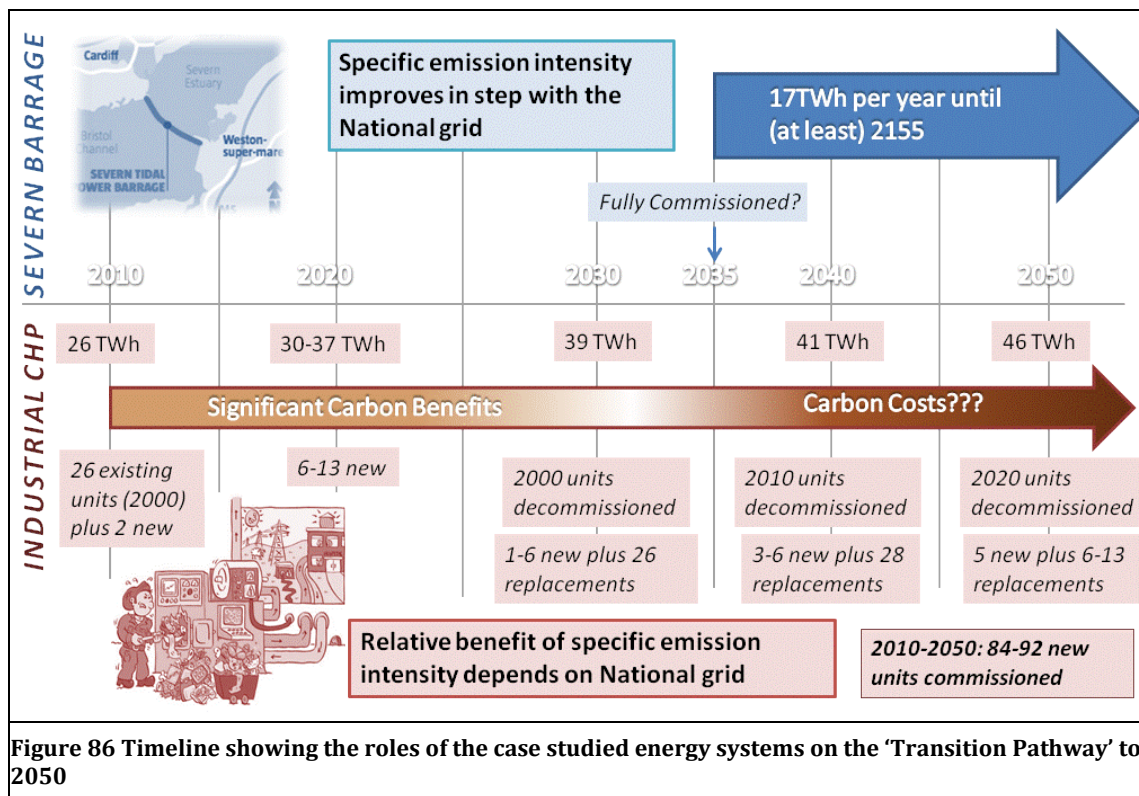 SEVERN BARRAGE
Cardiff
Severn
Estuary
Bristol
Channel
Weston-
super-mare
SEVERN TIDAL
POWER BARRAGE
Specific emission intensity
improves in step with the
National grid
17TWh per year until
(at least) 2155
Fully Commissioned?
2010
2020
2030
2035
2040
2050
INDUSTRIAL CHP
26 TWh
30-37 TWh
39 TWh
41 TWh
46 TWh
Significant Carbon Benefits
Carbon Costs???
26 existing
units (2000)
plus 2 new
6-13 new
2000 units
decommissioned
1-6 new plus 26
replacements
2010 units
decommissioned
3-6 new plus 28
replacements
2020 units
decommissioned
5 new plus 6-13
replacements
Relative benefit of specific emission
intensity depends on National grid
2010-2050: 84-92 new
units commissioned
Figure 86 Timeline showing the roles of the case studied energy systems on the ‘Transition Pathway’ to
2050